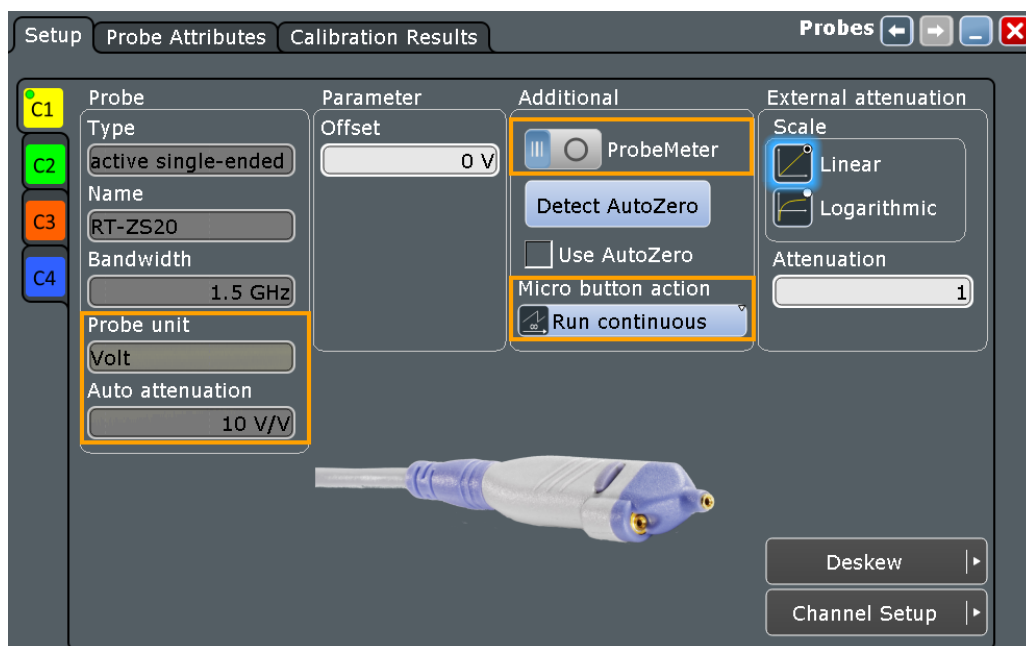 Setup
Probe Attributes
Calibration Results
Probes
C1
C2
C3
C4
Probe
Type
active single-ended
Name
RT-ZS20
Bandwidth
1.5 GHz
Probe unit
Volt
Auto attenuation
10 V/V
Parameter
Offset
0 V
Additional
ProbeMeter
Detect AutoZero
Use AutoZero
Micro button action
Run continuous
External attenuation
Scale
Linear
Logarithmic
Attenuation
1
Deskew
Channel Setup